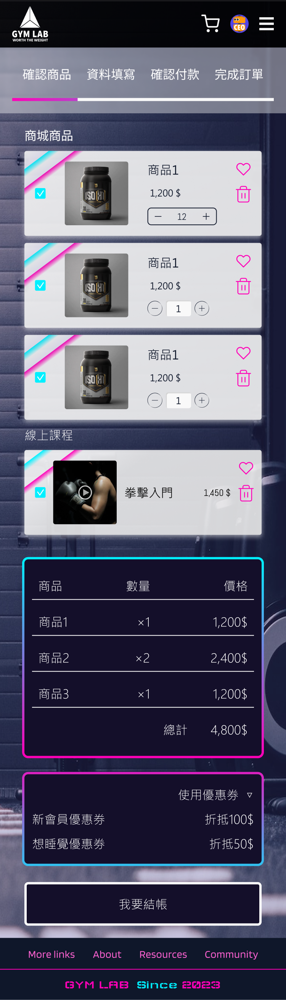 GYM LAB
WORTH THE WEIGHT
CEO
確認商品 資料填寫 確認付款 完成訂單
商城商品
商品1
1,200 $
12
ISO[H]
30
商品1
1,200 $
1
ISO[H]
30
商品1
1,200 $
1
ISO[H]
30
線上課程
拳擊入門 1,450 $
商品 數量 價格
商品1 ×1 1,200$
商品2 ×2 2,400$
商品3 ×1 1,200$
總計 4,800$
使用優惠券 ▿
新會員優惠券 折抵100$
想睡覺優惠券 折抵50$
我要結帳
More links About Resources Community
GYM LAB Since 2023